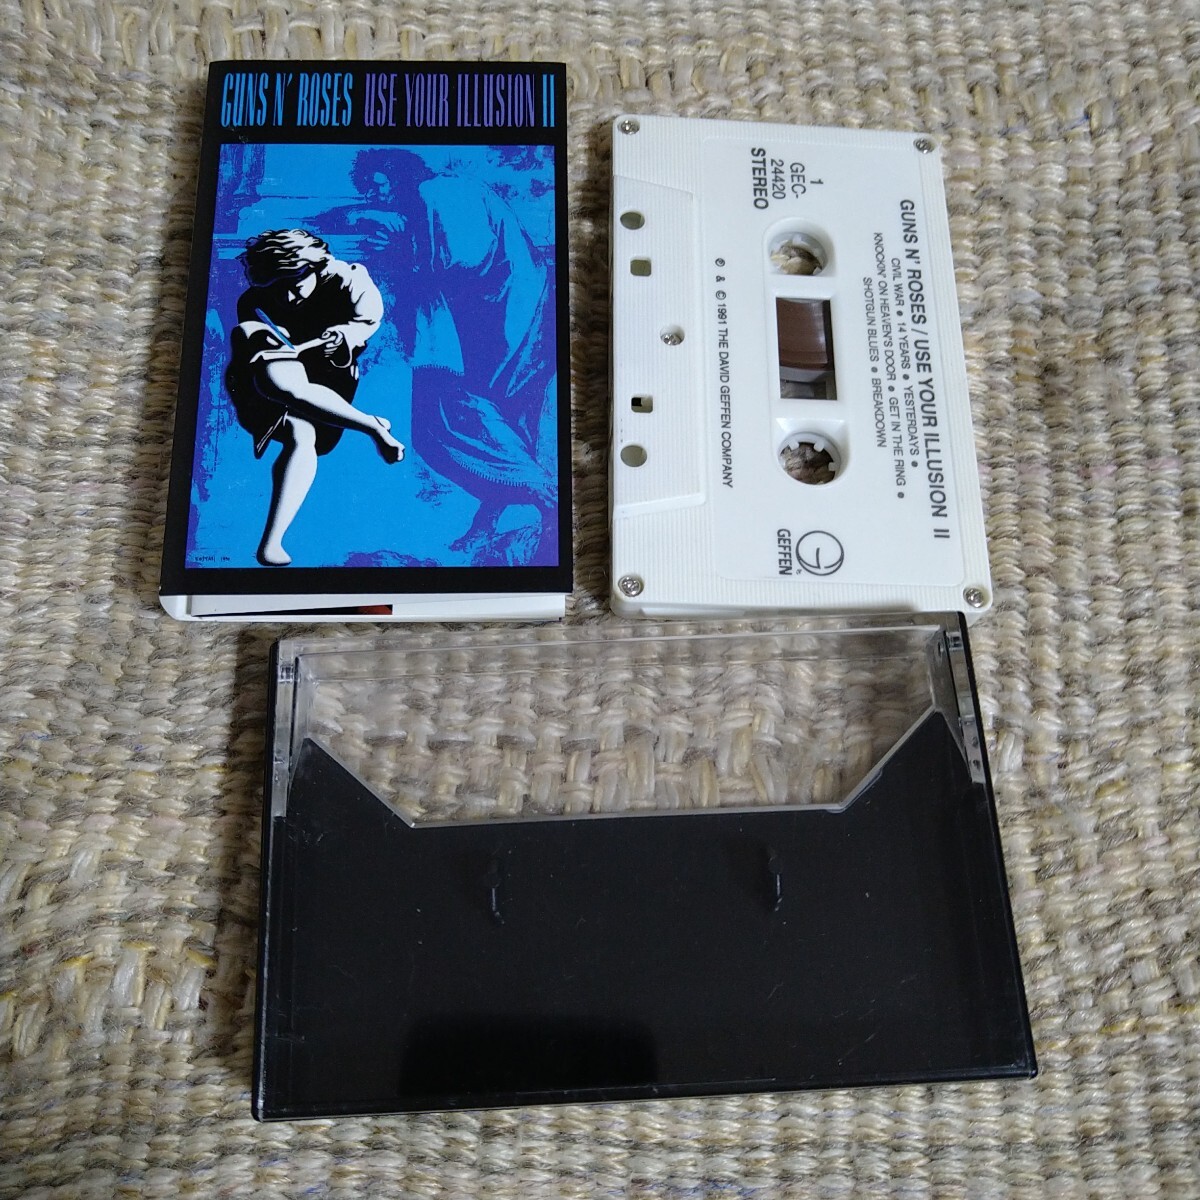 GUNS N' ROSES USE YOUR ILLUSION II
1
GEC-
24420
STEREO
GUNS N' ROSES / USE YOUR ILLUSION II
CIVIL WAR ● 14 YEARS ● YESTERDAYS ●
KNOCKIN' ON HEAVEN'S DOOR ● GET IN THE RING ●
SHOTGUN BLUES ● BREAKDOWN
℗ & © 1991 THE DAVID GEFFEN COMPANY
GEFFEN